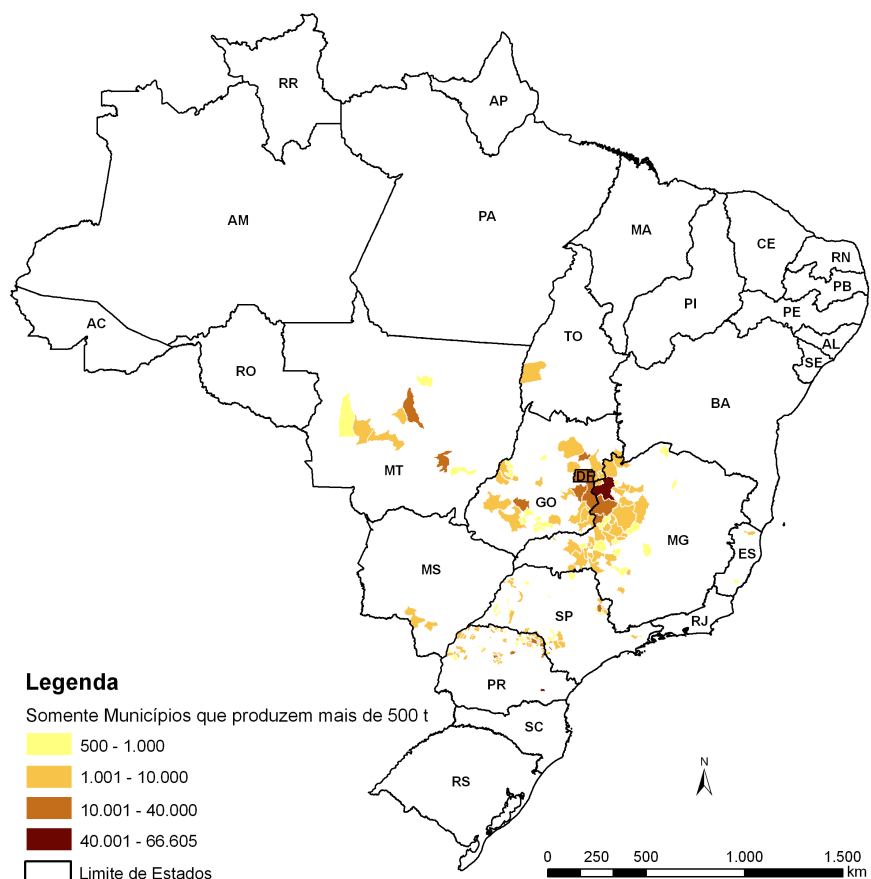 RR
AP
AM
PA
MA
CE
RN
PB
PI
PE
AC
TO
AL
SE
RO
BA
MT
DF
GO
MG
ES
MS
SP
RJ
PR
SC
RS
Legenda
Somente Municípios que produzem mais de 500 t
500 - 1.000
1.001 - 10.000
10.001 - 40.000
40.001 - 66.605
Limite de Estados
N
0 250 500 1.000 1.500
km